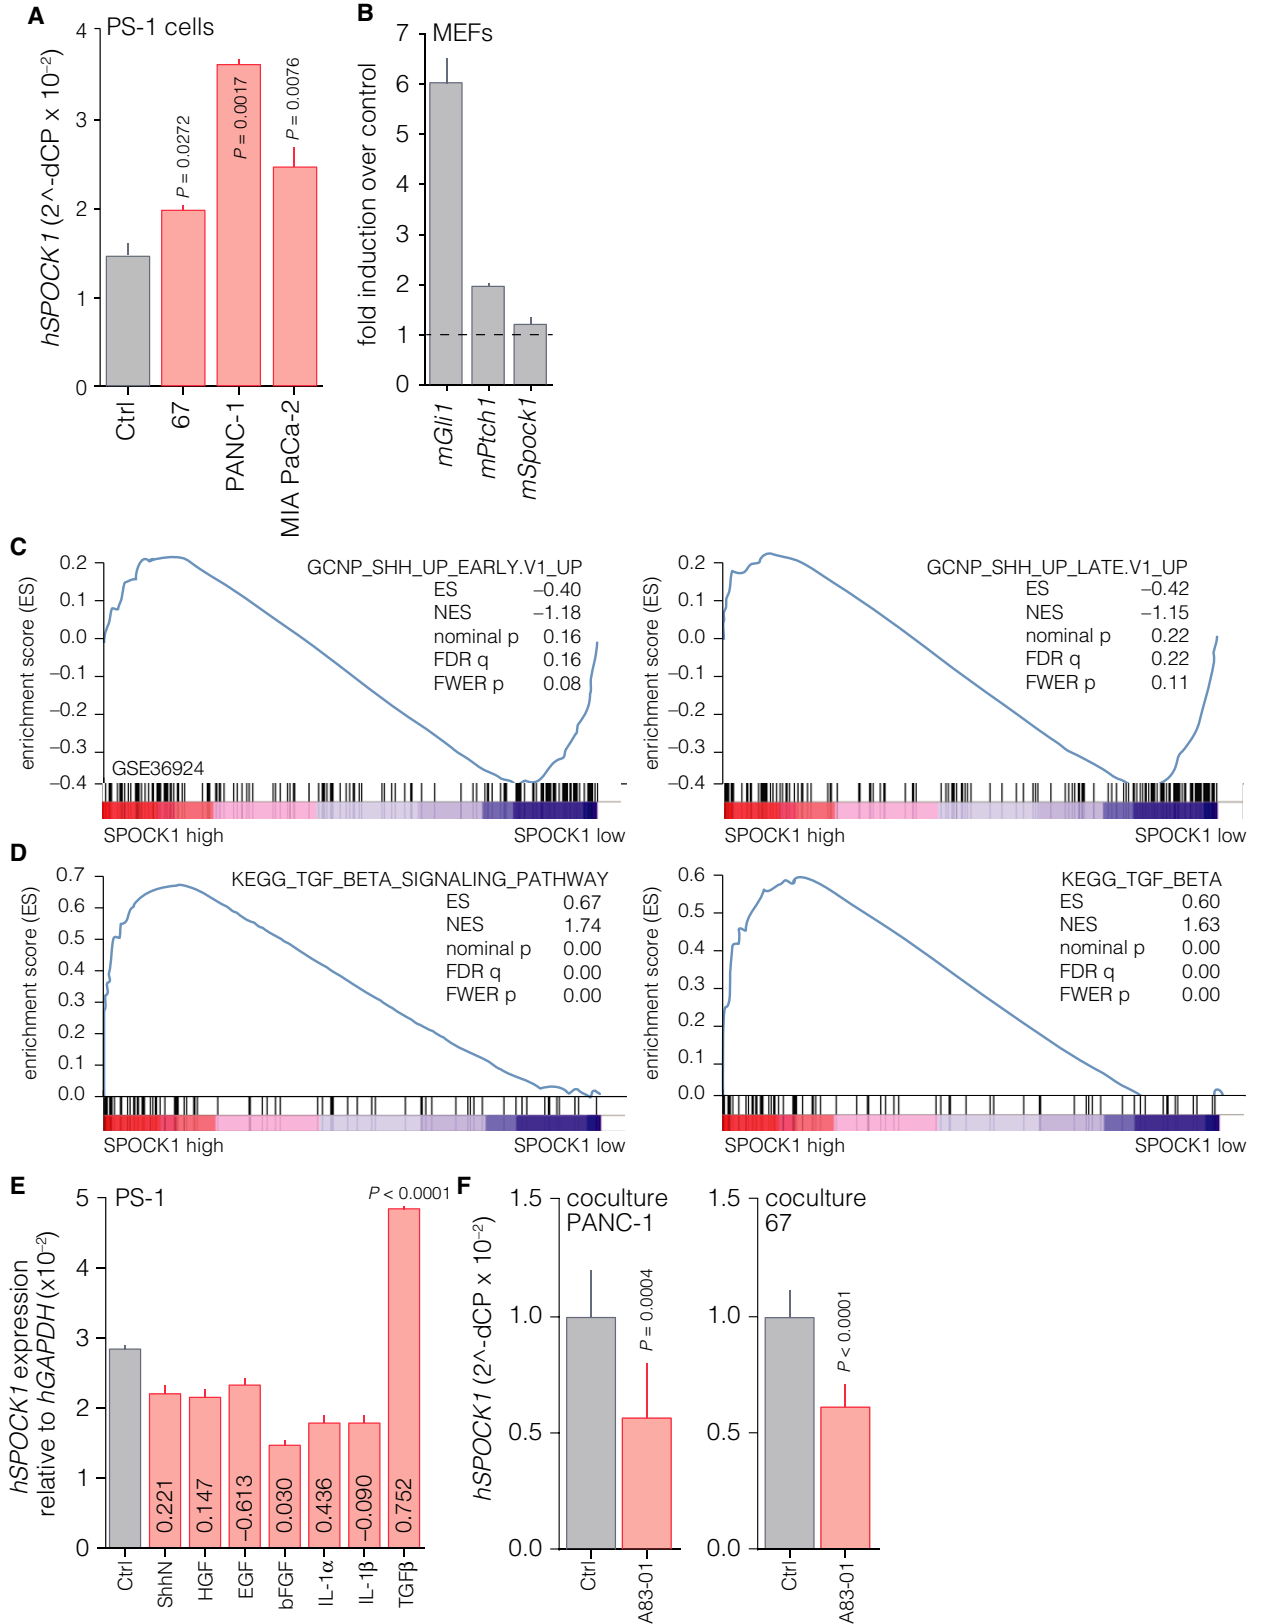 A
PS-1 cells
hSPOCK1 (2^-dCP x 10⁻²)
4
3
2
1
0
P = 0.0272
P = 0.0017
P = 0.0076
Ctrl
67
PANC-1
MIA PaCa-2
B
MEFs
fold induction over control
7
6
5
4
3
2
1
0
mGli1
mPtch1
mSpock1
C
enrichment score (ES)
0.2
0.1
0.0
−0.1
−0.2
−0.3
−0.4
GCNP_SHH_UP_EARLY.V1_UP
ES −0.40
NES −1.18
nominal p 0.16
FDR q 0.16
FWER p 0.08
GSE36924
SPOCK1 high
SPOCK1 low
enrichment score (ES)
0.2
0.1
0.0
−0.1
−0.2
−0.3
−0.4
GCNP_SHH_UP_LATE.V1_UP
ES −0.42
NES −1.15
nominal p 0.22
FDR q 0.22
FWER p 0.11
SPOCK1 high
SPOCK1 low
D
enrichment score (ES)
0.7
0.6
0.5
0.4
0.3
0.2
0.1
0.0
KEGG_TGF_BETA_SIGNALING_PATHWAY
ES 0.67
NES 1.74
nominal p 0.00
FDR q 0.00
FWER p 0.00
SPOCK1 high
SPOCK1 low
enrichment score (ES)
0.6
0.5
0.4
0.3
0.2
0.1
0.0
KEGG_TGF_BETA
ES 0.60
NES 1.63
nominal p 0.00
FDR q 0.00
FWER p 0.00
SPOCK1 high
SPOCK1 low
E
PS-1
hSPOCK1 expression
relative to hGAPDH (x10⁻²)
5
4
3
2
1
0
P < 0.0001
0.221
0.147
−0.613
0.030
0.436
−0.090
0.752
Ctrl
ShhN
HGF
EGF
bFGF
IL-1α
IL-1β
TGFβ
F
hSPOCK1 (2^-dCP x 10⁻²)
1.5
1.0
0.5
0.0
coculture
PANC-1
P = 0.0004
Ctrl
A83-01
1.5
1.0
0.5
0.0
coculture
67
P < 0.0001
Ctrl
A83-01